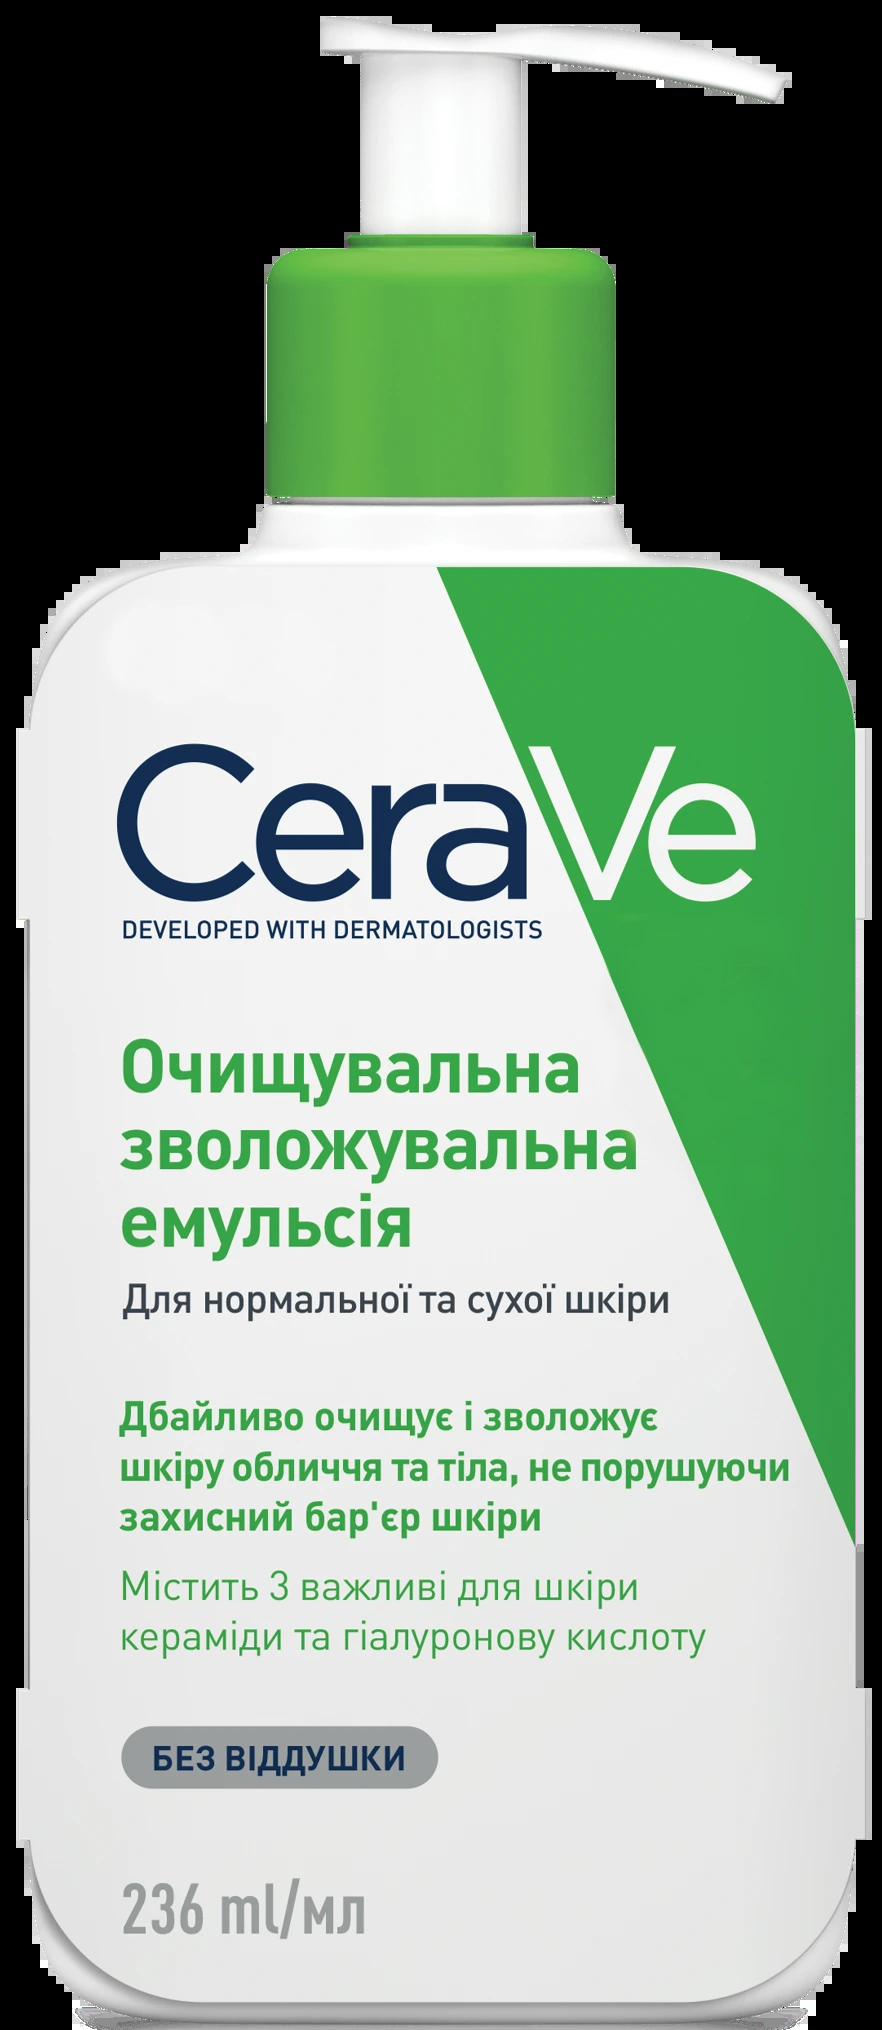 CeraVe
DEVELOPED WITH DERMATOLOGISTS
Очищувальна
зволожувальна
емульсія
Для нормальної та сухої шкіри
Дбайливо очищує і зволожує
шкіру обличчя та тіла, не порушуючи
захисний бар'єр шкіри
Містить 3 важливі для шкіри
кераміди та гіалуронову кислоту
БЕЗ ВІДДУШКИ
236 ml/мл